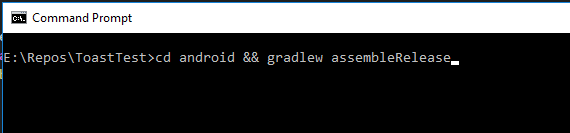 Command Prompt
E:\Repos\ToastTest>cd android && gradlew assembleRelease